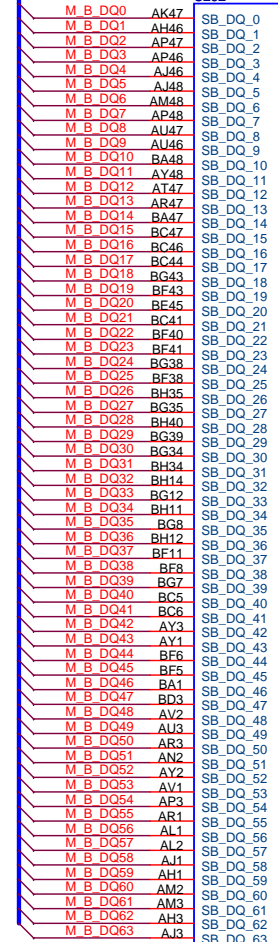 M_B_DQ0 AK47 SB_DQ_0
M_B_DQ1 AH46 SB_DQ_1
M_B_DQ2 AP47 SB_DQ_2
M_B_DQ3 AP46 SB_DQ_3
M_B_DQ4 AJ46 SB_DQ_4
M_B_DQ5 AJ48 SB_DQ_5
M_B_DQ6 AM48 SB_DQ_6
M_B_DQ7 AP48 SB_DQ_7
M_B_DQ8 AU47 SB_DQ_8
M_B_DQ9 AU46 SB_DQ_9
M_B_DQ10 BA48 SB_DQ_10
M_B_DQ11 AY48 SB_DQ_11
M_B_DQ12 AT47 SB_DQ_12
M_B_DQ13 AR47 SB_DQ_13
M_B_DQ14 BA47 SB_DQ_14
M_B_DQ15 BC47 SB_DQ_15
M_B_DQ16 BC46 SB_DQ_16
M_B_DQ17 BC44 SB_DQ_17
M_B_DQ18 BG43 SB_DQ_18
M_B_DQ19 BF43 SB_DQ_19
M_B_DQ20 BE45 SB_DQ_20
M_B_DQ21 BC41 SB_DQ_21
M_B_DQ22 BF40 SB_DQ_22
M_B_DQ23 BF41 SB_DQ_23
M_B_DQ24 BG38 SB_DQ_24
M_B_DQ25 BF38 SB_DQ_25
M_B_DQ26 BH35 SB_DQ_26
M_B_DQ27 BG35 SB_DQ_27
M_B_DQ28 BH40 SB_DQ_28
M_B_DQ29 BG39 SB_DQ_29
M_B_DQ30 BG34 SB_DQ_30
M_B_DQ31 BH34 SB_DQ_31
M_B_DQ32 BH14 SB_DQ_32
M_B_DQ33 BG12 SB_DQ_33
M_B_DQ34 BH11 SB_DQ_34
M_B_DQ35 BG8 SB_DQ_35
M_B_DQ36 BH12 SB_DQ_36
M_B_DQ37 BF11 SB_DQ_37
M_B_DQ38 BF8 SB_DQ_38
M_B_DQ39 BG7 SB_DQ_39
M_B_DQ40 BC5 SB_DQ_40
M_B_DQ41 BC6 SB_DQ_41
M_B_DQ42 AY3 SB_DQ_42
M_B_DQ43 AY1 SB_DQ_43
M_B_DQ44 BF6 SB_DQ_44
M_B_DQ45 BF5 SB_DQ_45
M_B_DQ46 BA1 SB_DQ_46
M_B_DQ47 BD3 SB_DQ_47
M_B_DQ48 AV2 SB_DQ_48
M_B_DQ49 AU3 SB_DQ_49
M_B_DQ50 AR3 SB_DQ_50
M_B_DQ51 AN2 SB_DQ_51
M_B_DQ52 AY2 SB_DQ_52
M_B_DQ53 AV1 SB_DQ_53
M_B_DQ54 AP3 SB_DQ_54
M_B_DQ55 AR1 SB_DQ_55
M_B_DQ56 AL1 SB_DQ_56
M_B_DQ57 AL2 SB_DQ_57
M_B_DQ58 AJ1 SB_DQ_58
M_B_DQ59 AH1 SB_DQ_59
M_B_DQ60 AM2 SB_DQ_60
M_B_DQ61 AM3 SB_DQ_61
M_B_DQ62 AH3 SB_DQ_62
M_B_DQ63 AJ3 SB_DQ_63